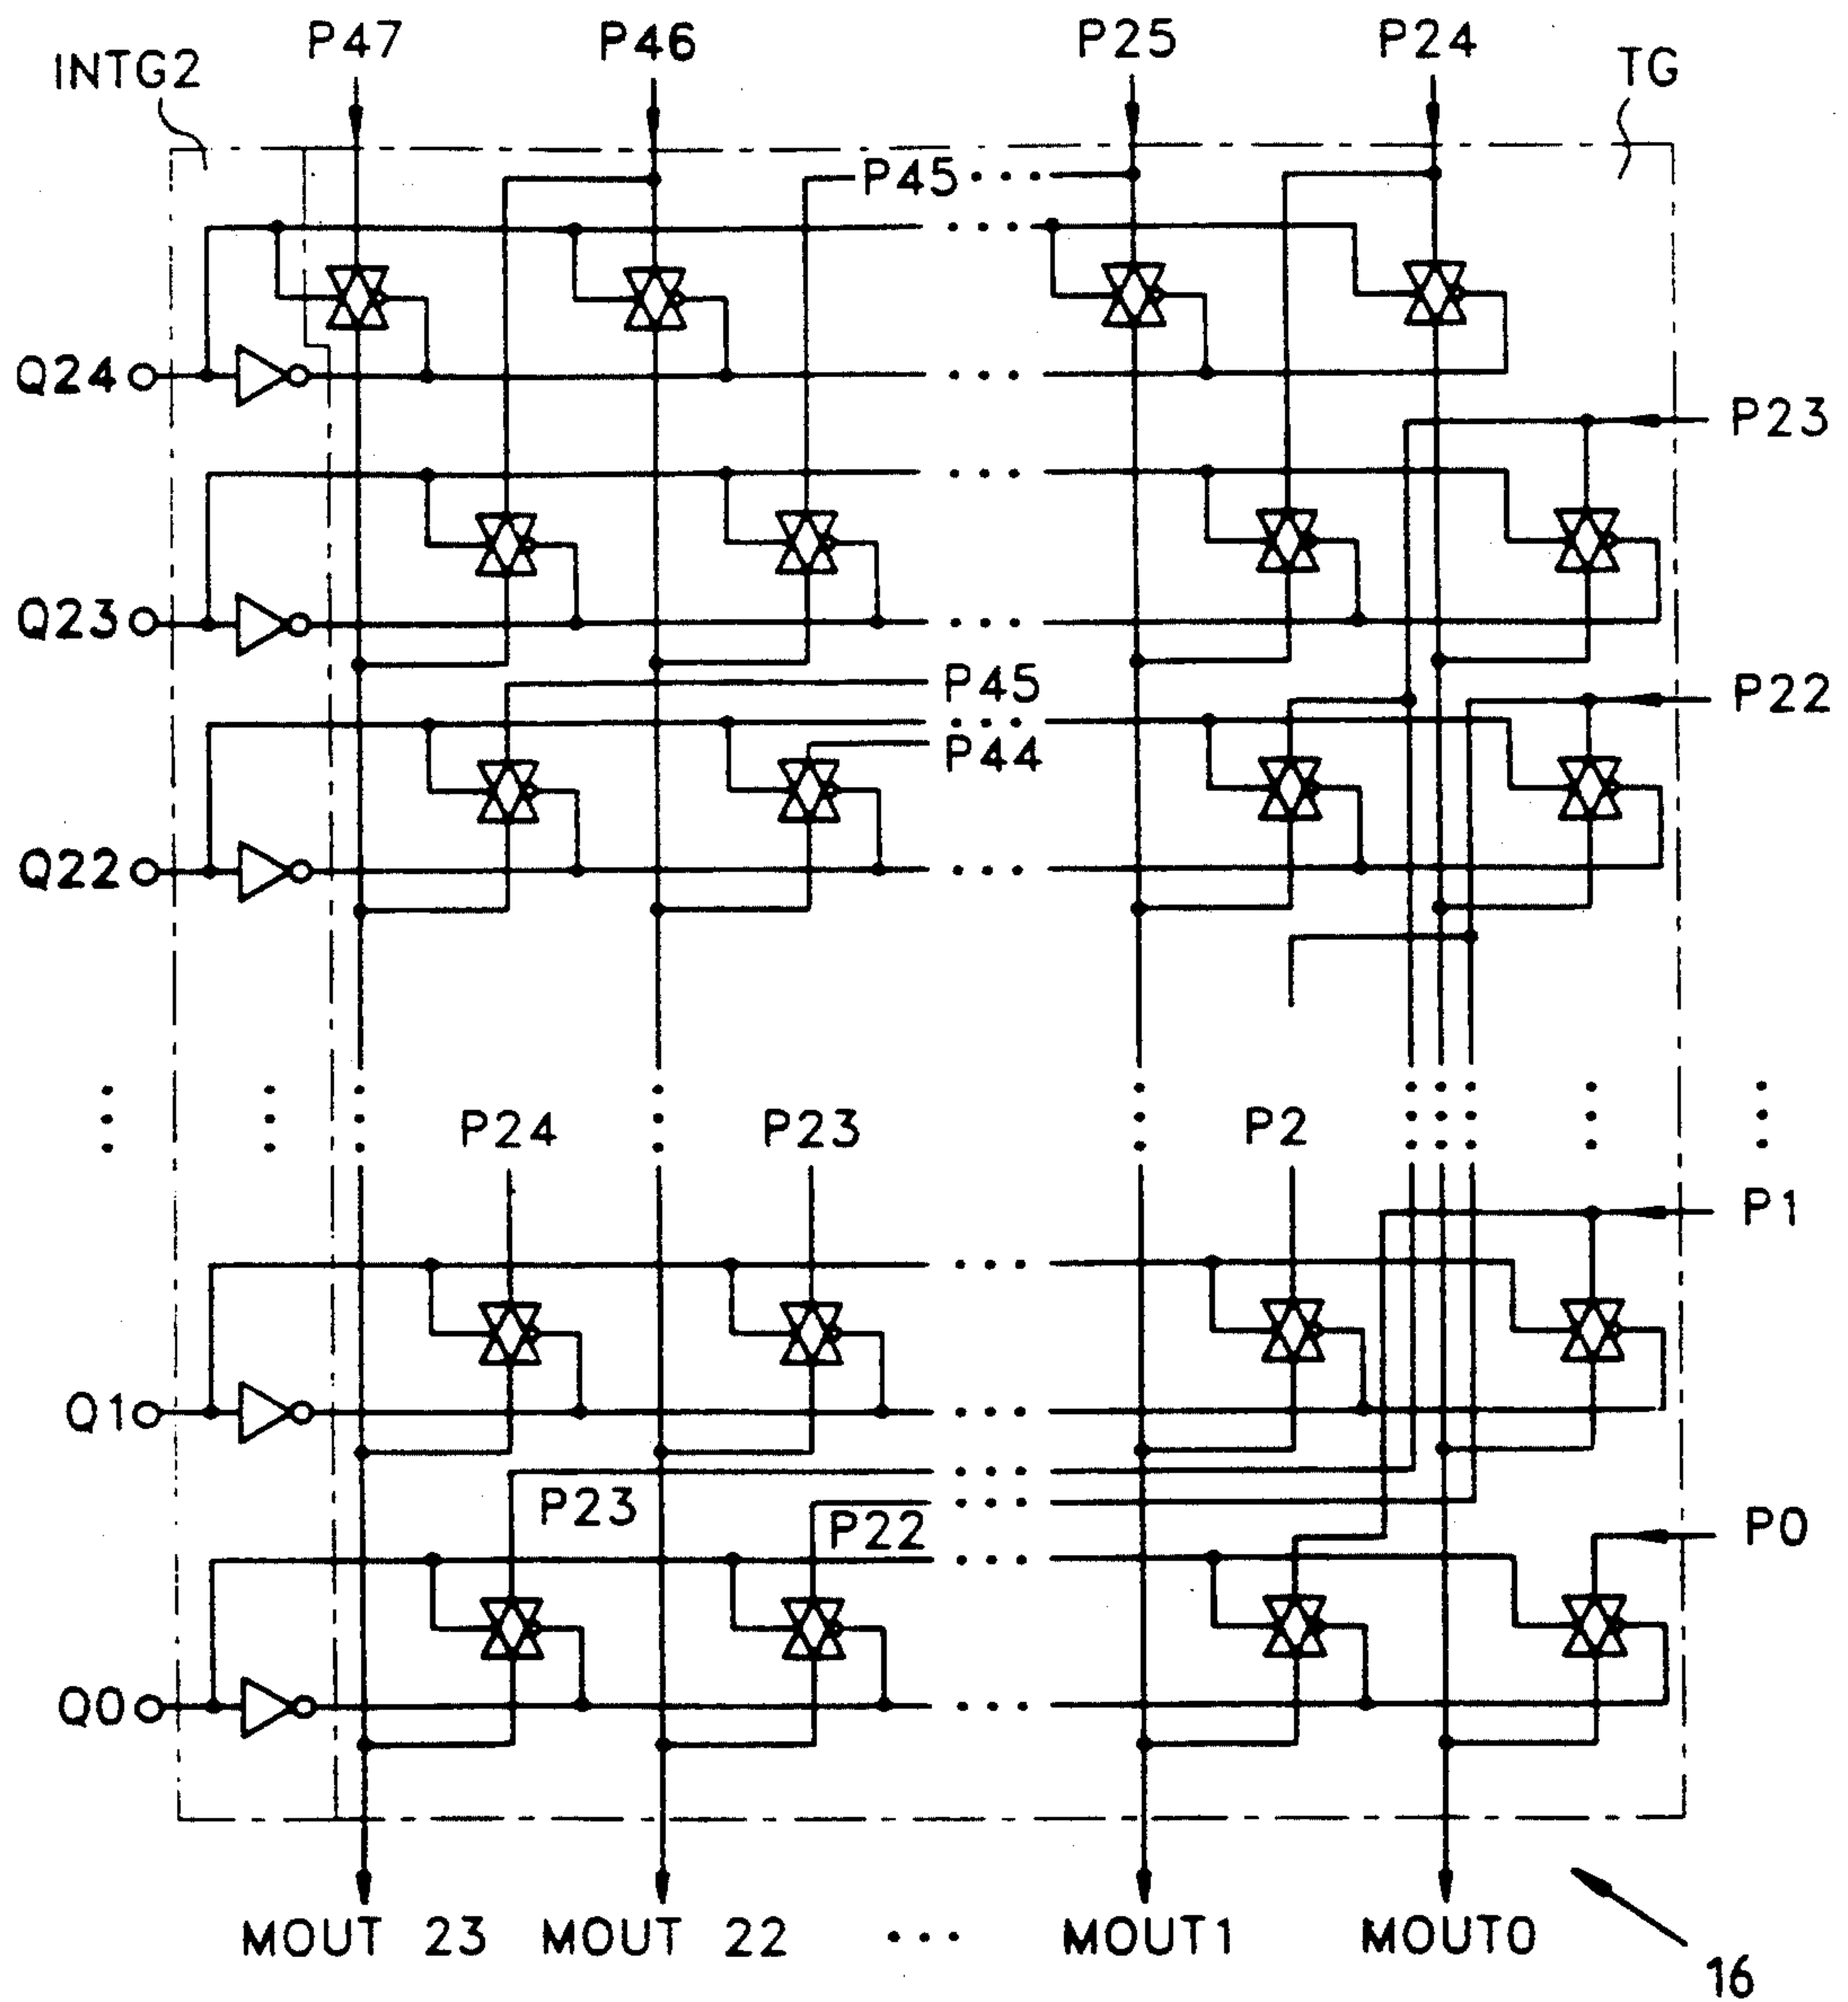 P47 P46 P25 P24
INTG2 TG
P45
Q24
P23
Q23
P45
P22
P44
Q22
P24 P23 P2
P1
Q1
P23
P22
P0
Q0
MOUT 23 MOUT 22 ... MOUT1 MOUT0
16